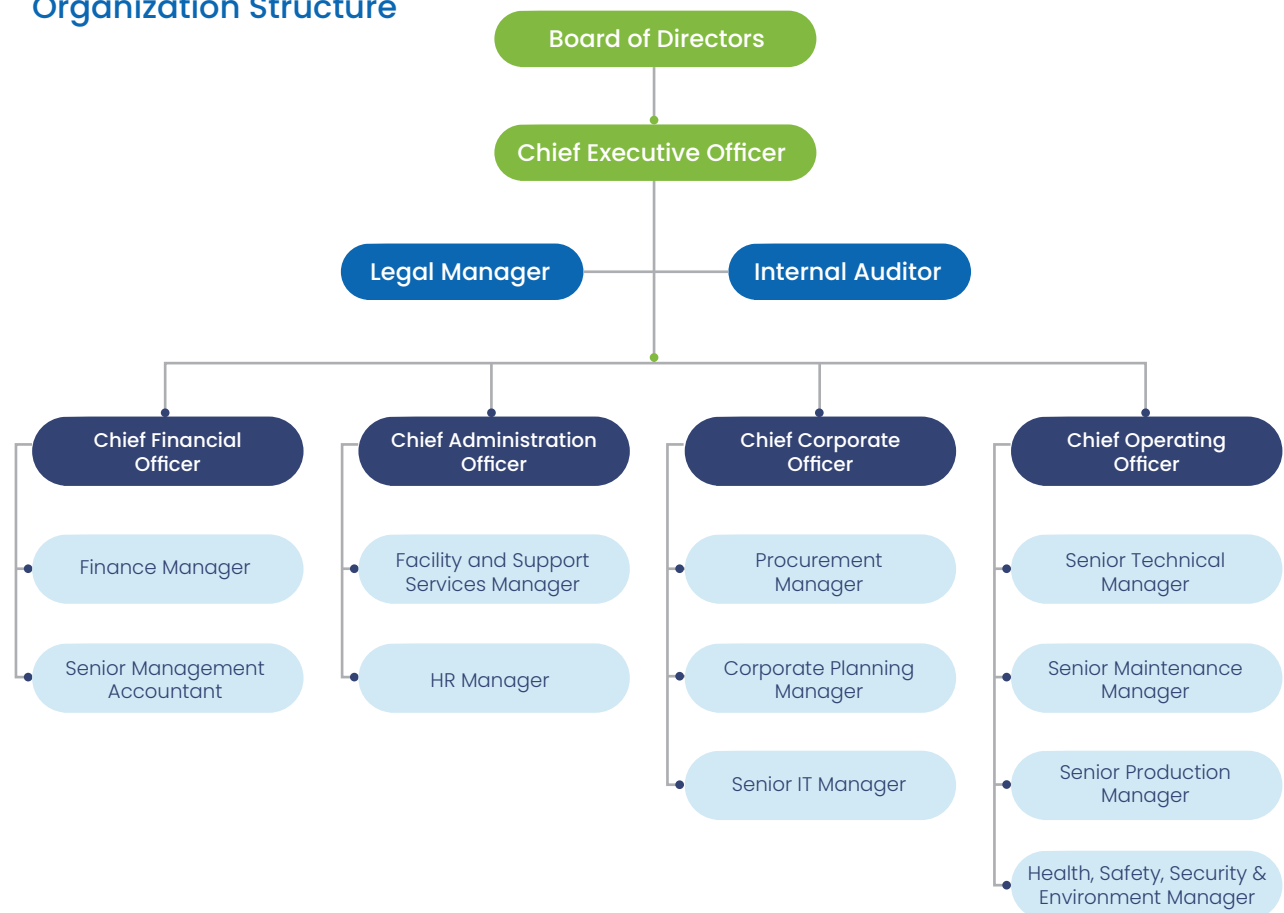 Organization Structure
Board of Directors
Chief Executive Officer
Legal Manager
Internal Auditor
Chief Financial
Officer
Chief Administration
Officer
Chief Corporate
Officer
Chief Operating
Officer
Finance Manager
Facility and Support
Services Manager
Procurement
Manager
Senior Technical
Manager
Senior Management
Accountant
HR Manager
Corporate Planning
Manager
Senior Maintenance
Manager
Senior IT Manager
Senior Production
Manager
Health, Safety, Security &
Environment Manager